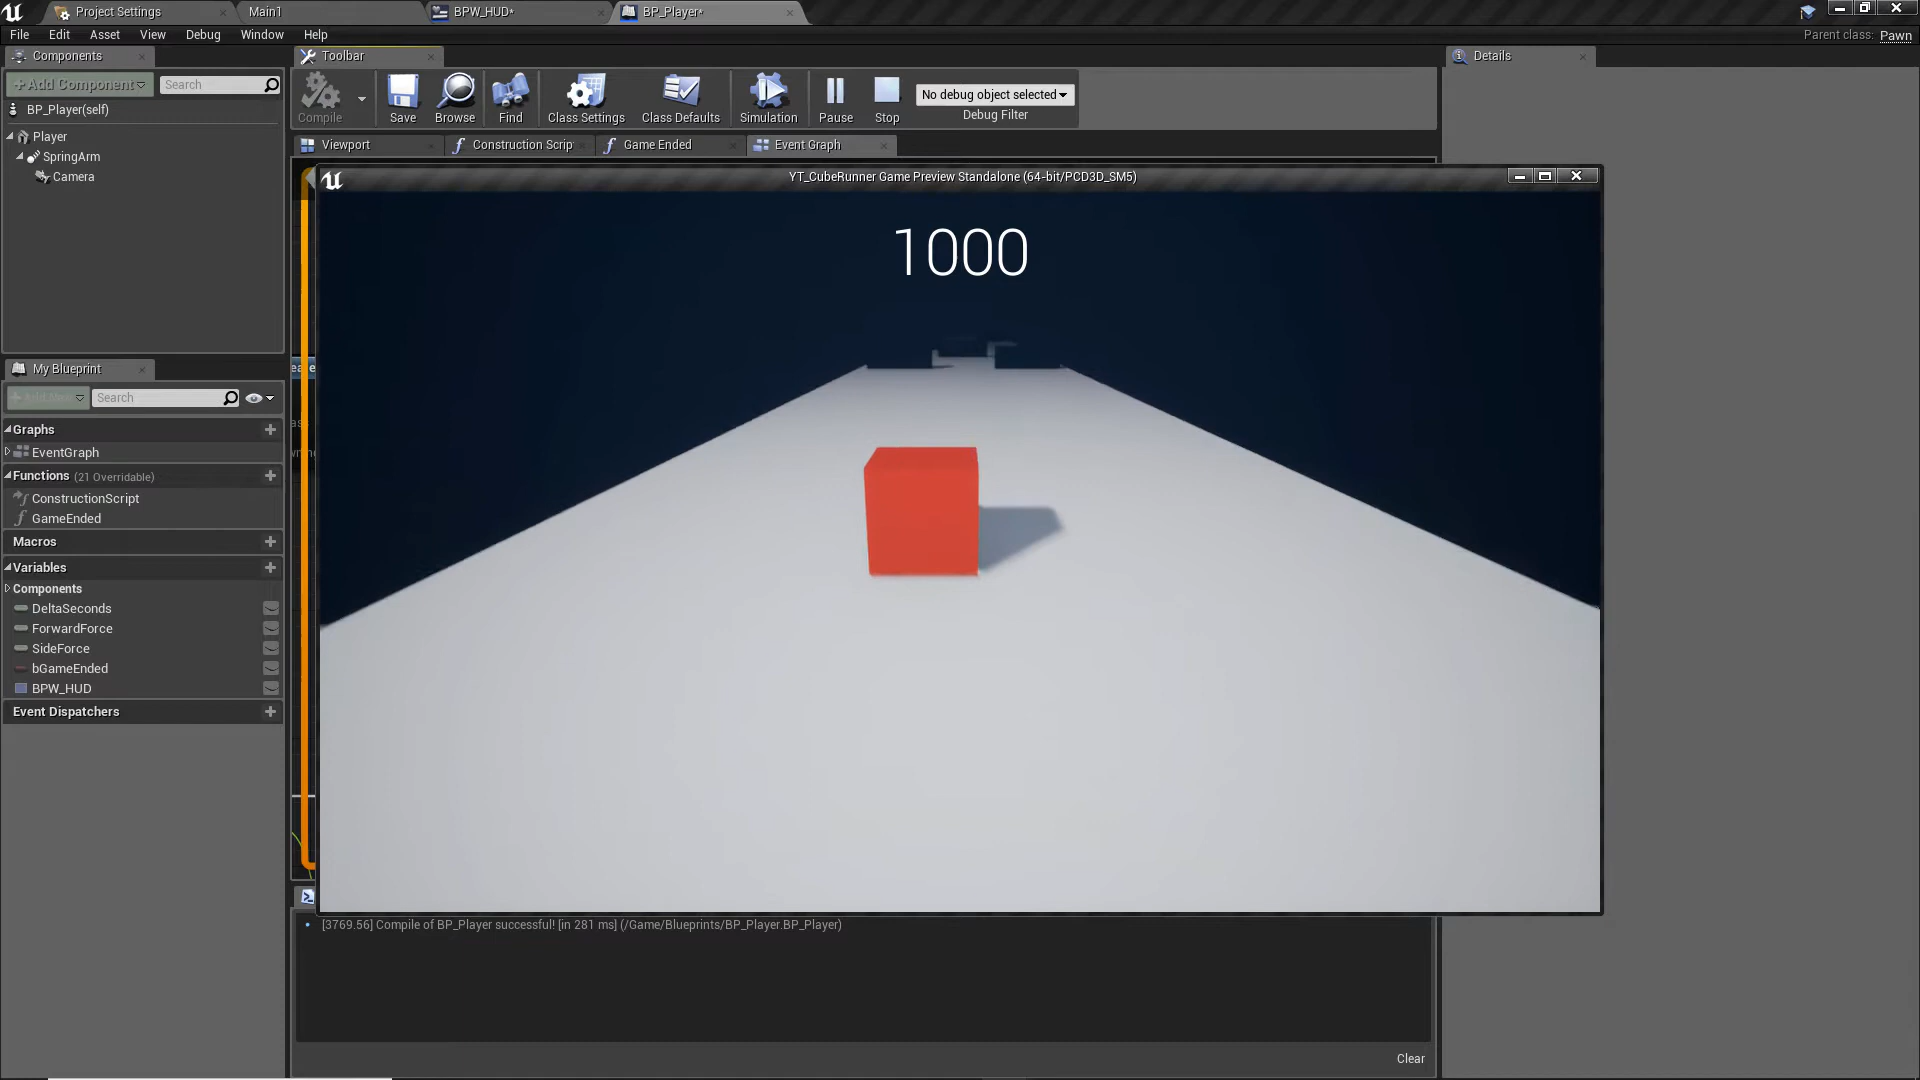 Project Settings
Main1
BPW_HUD*
BP_Player*
File
Edit
Asset
View
Debug
Window
Help
Parent class: Pawn
Components
Toolbar
Details
+Add Component
Search
Compile
Save
Browse
Find
Class Settings
Class Defaults
Simulation
Pause
Stop
No debug object selected
Debug Filter
BP_Player(self)
Player
SpringArm
Camera
Viewport
Construction Scrip
Game Ended
Event Graph
YT_CubeRunner Game Preview Standalone (64-bit/PCD3D_SM5)
1000
My Blueprint
Search
Graphs
EventGraph
Functions (21 Overridable)
ConstructionScript
GameEnded
Macros
Variables
Components
DeltaSeconds
ForwardForce
SideForce
bGameEnded
BPW_HUD
Event Dispatchers
[3769.56] Compile of BP_Player successful! [in 281 ms] (/Game/Blueprints/BP_Player.BP_Player)
Clear